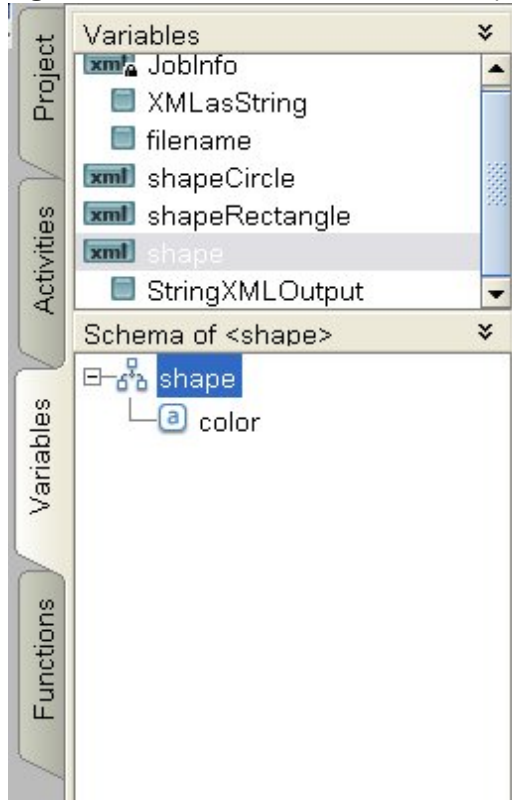 Project
Activities
Variables
Functions
Variables
xml JobInfo
XMLasString
filename
xml shapeCircle
xml shapeRectangle
xml shape
StringXMLOutput
Schema of <shape>
shape
a color